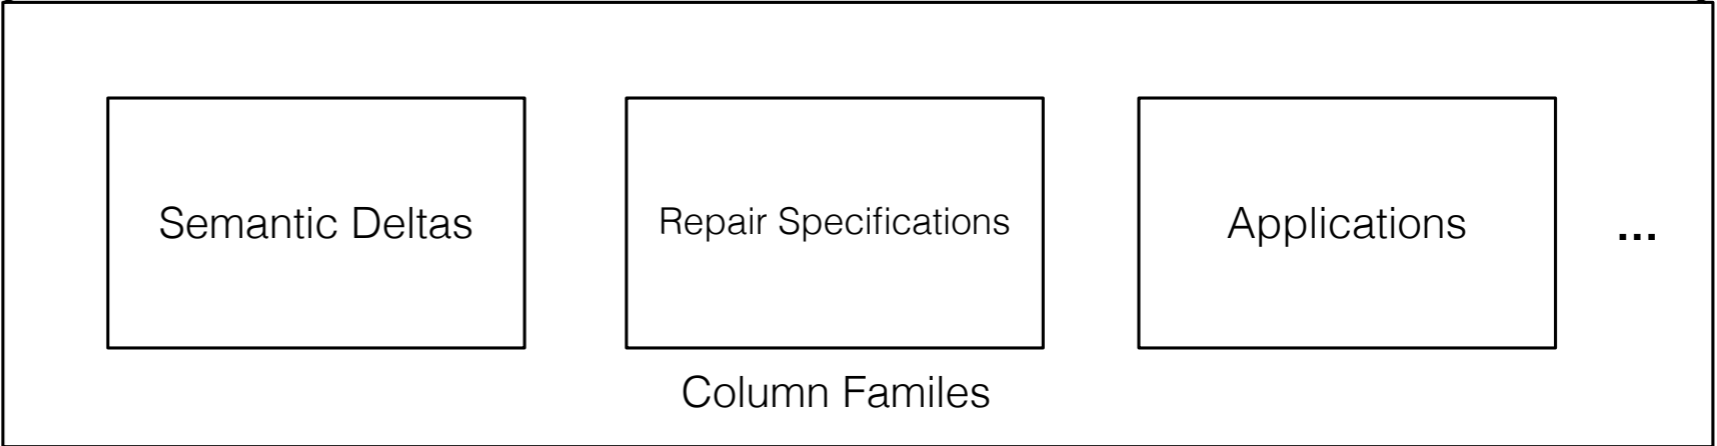 Semantic Deltas
Repair Specifications
Applications
...
Column Familes